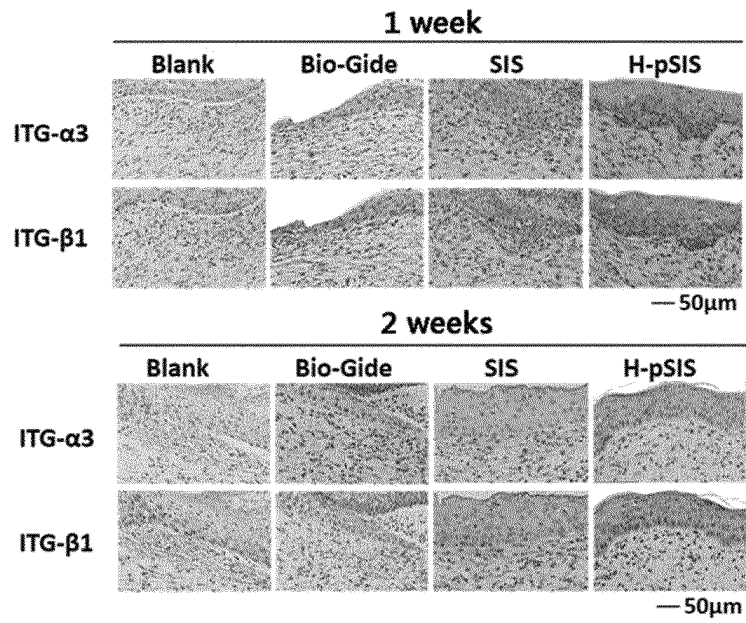 1 week
Blank Bio-Gide SIS H-pSIS
ITG-α3
ITG-β1
50μm
2 weeks
Blank Bio-Gide SIS H-pSIS
ITG-α3
ITG-β1
50μm